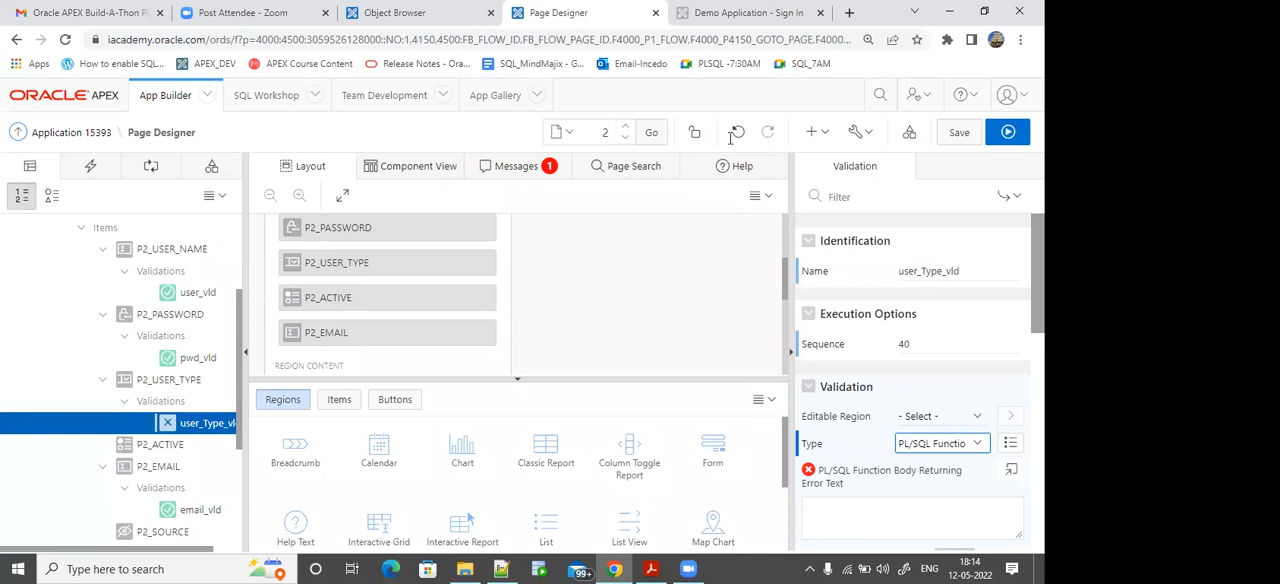 Oracle APEX Build-A-Thon P
Post Attendee - Zoom
Object Browser
Page Designer
Demo Application - Sign In
iacademy.oracle.com/ords/f?p=4000:4500:3059526128000::NO:1,4150,4500:FB_FLOW_ID,FB_FLOW_PAGE_ID,F4000_P1_FLOW,F4000_P4150_GOTO_PAGE,F4000...
Apps
How to enable SQL...
APEX_DEV
APEX Course Content
Release Notes - Ora...
SQL_MindMajix - G...
Email-Incedo
PLSQL -7:30AM
SQL_7AM
ORACLE APEX
App Builder
SQL Workshop
Team Development
App Gallery
Application 15393 \ Page Designer
2
Go
Save
Layout
Component View
Messages 1
Page Search
Help
Validation
Filter
Items
P2_USER_NAME
Validations
user_vld
P2_PASSWORD
Validations
pwd_vld
P2_USER_TYPE
Validations
user_Type_vl
P2_ACTIVE
P2_EMAIL
Validations
email_vld
P2_SOURCE
P2_PASSWORD
P2_USER_TYPE
P2_ACTIVE
P2_EMAIL
REGION CONTENT
Regions
Items
Buttons
Breadcrumb
Calendar
Chart
Classic Report
Column Toggle
Report
Form
Help Text
Interactive Grid
Interactive Report
List
List View
Map Chart
Identification
Name user_Type_vld
Execution Options
Sequence 40
Validation
Editable Region - Select -
Type PL/SQL Functio
PL/SQL Function Body Returning
Error Text
Type here to search
99+
ENG
18:14
12-05-2022